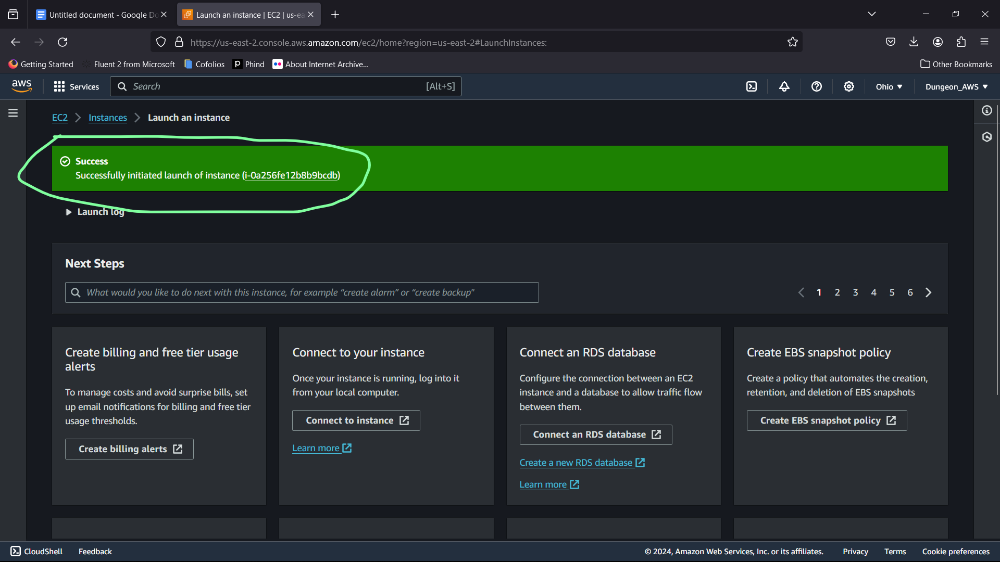 Untitled document - Google Do
Launch an instance | EC2 | us-ea
https://us-east-2.console.aws.amazon.com/ec2/home?region=us-east-2#LaunchInstances:
Getting Started
Fluent 2 from Microsoft
Cofolios
Phind
About Internet Archive...
Other Bookmarks
aws
Services
Search
[Alt+S]
Ohio
Dungeon_AWS
EC2
Instances
Launch an instance
Success
Successfully initiated launch of instance (i-0a256fe12b8b9bcdb)
Launch log
Next Steps
What would you like to do next with this instance, for example “create alarm” or “create backup"
1 2 3 4 5 6
Create billing and free tier usage
alerts
To manage costs and avoid surprise bills, set
up email notifications for billing and free tier
usage thresholds.
Create billing alerts
Connect to your instance
Once your instance is running, log into it
from your local computer.
Connect to instance
Learn more
Connect an RDS database
Configure the connection between an EC2
instance and a database to allow traffic flow
between them.
Connect an RDS database
Create a new RDS database
Learn more
Create EBS snapshot policy
Create a policy that automates the creation,
retention, and deletion of EBS snapshots
Create EBS snapshot policy
CloudShell
Feedback
© 2024, Amazon Web Services, Inc. or its affiliates.
Privacy
Terms
Cookie preferences